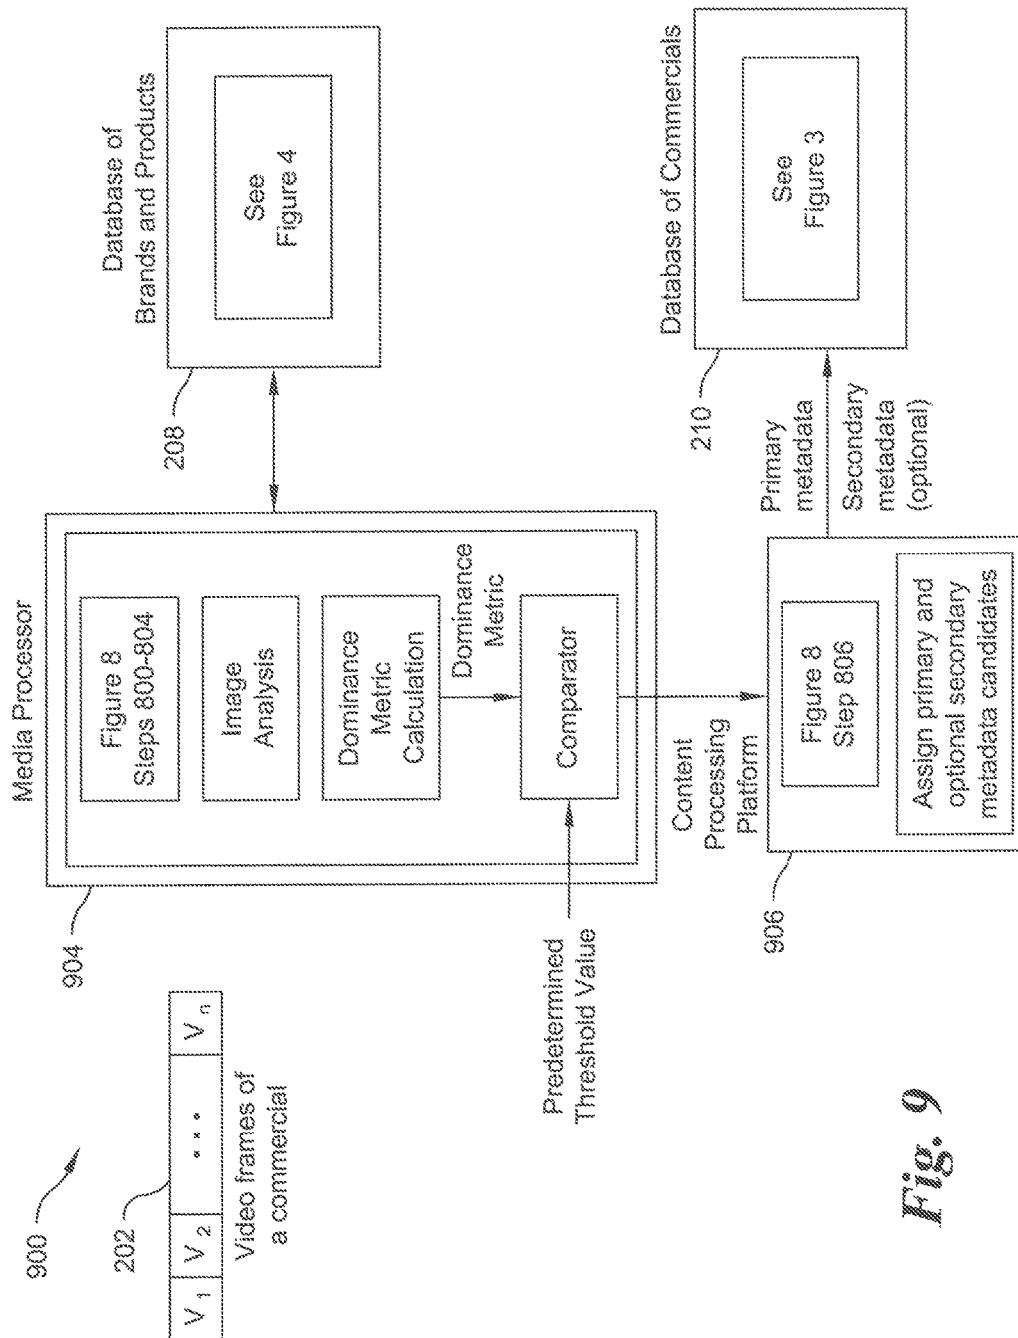 900
202
V 1
V 2
• • •
V n
Video frames of
a commercial
904
Media Processor
Figure 8
Steps 800-804
Image
Analysis
Dominance
Metric
Calculation
Dominance
Metric
Comparator
Predetermined
Threshold Value
208
Database of
Brands and Products
See
Figure 4
Content
Processing
Platform
906
Figure 8
Step 806
Assign primary and
optional secondary
metadata candidates
Primary
metadata
Secondary
metadata
(optional)
210
Database of Commercials
See
Figure 3
Fig. 9